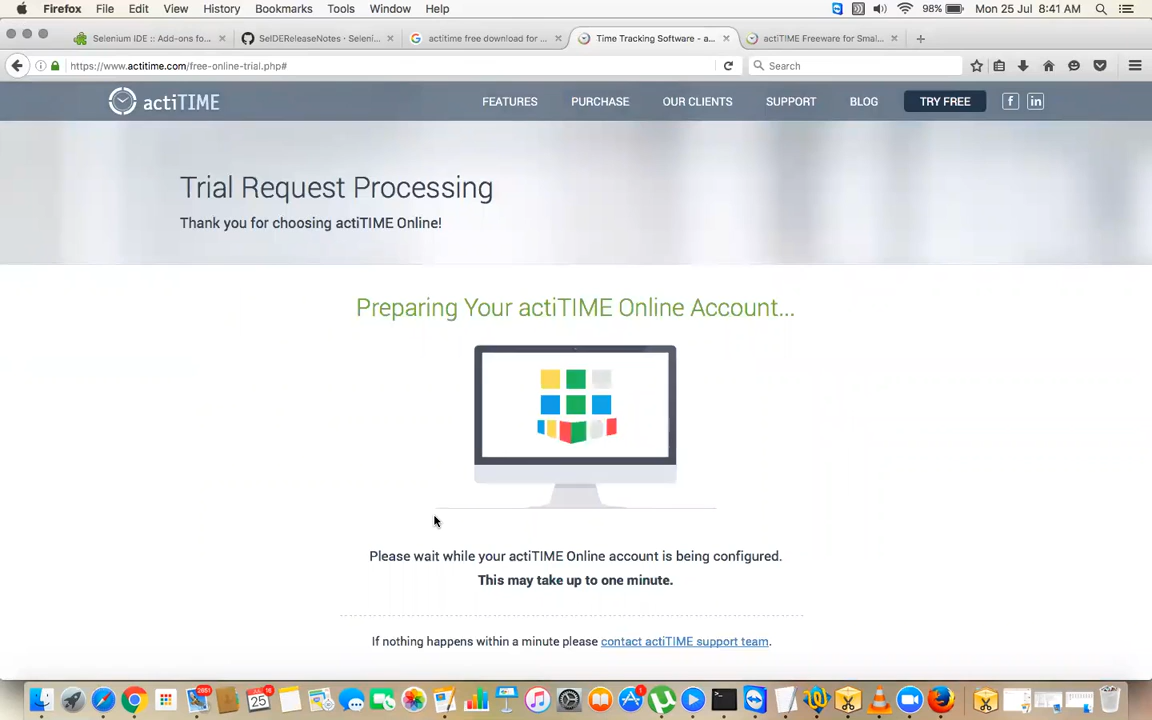 Firefox File Edit View History Bookmarks Tools Window Help 98% Mon 25 Jul 8:41 AM
Selenium IDE :: Add-ons fo... SelDEReleaseNotes · Seleni... actitime free download for ... Time Tracking Software - a... actiTIME Freeware for Smal...
https://www.actitime.com/free-online-trial.php# Search
actiTIME FEATURES PURCHASE OUR CLIENTS SUPPORT BLOG TRY FREE f in
Trial Request Processing
Thank you for choosing actiTIME Online!
Preparing Your actiTIME Online Account...
Please wait while your actiTIME Online account is being configured.
This may take up to one minute.
If nothing happens within a minute please contact actiTIME support team.
25